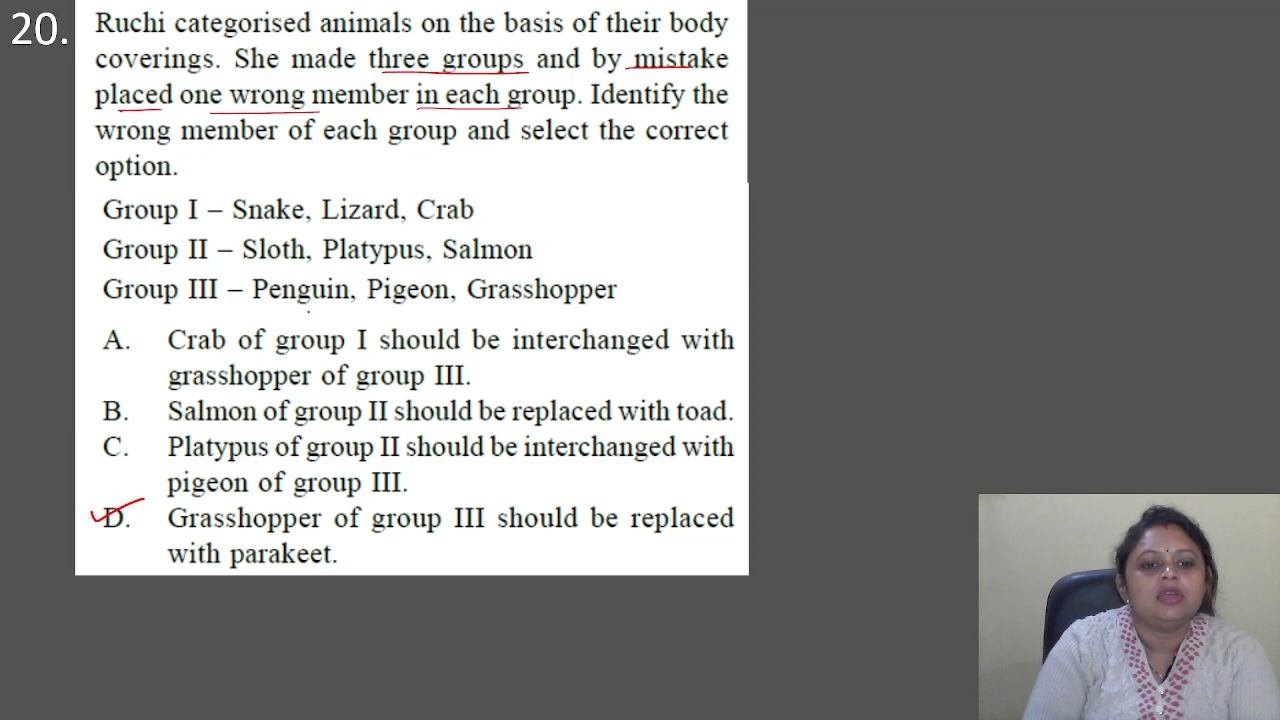 20.
Ruchi categorised animals on the basis of their body
coverings. She made three groups and by mistake
placed one wrong member in each group. Identify the
wrong member of each group and select the correct
option.
Group I – Snake, Lizard, Crab
Group II – Sloth, Platypus, Salmon
Group III – Penguin, Pigeon, Grasshopper
A. Crab of group I should be interchanged with
grasshopper of group III.
B. Salmon of group II should be replaced with toad.
C. Platypus of group II should be interchanged with
pigeon of group III.
D. Grasshopper of group III should be replaced
with parakeet.